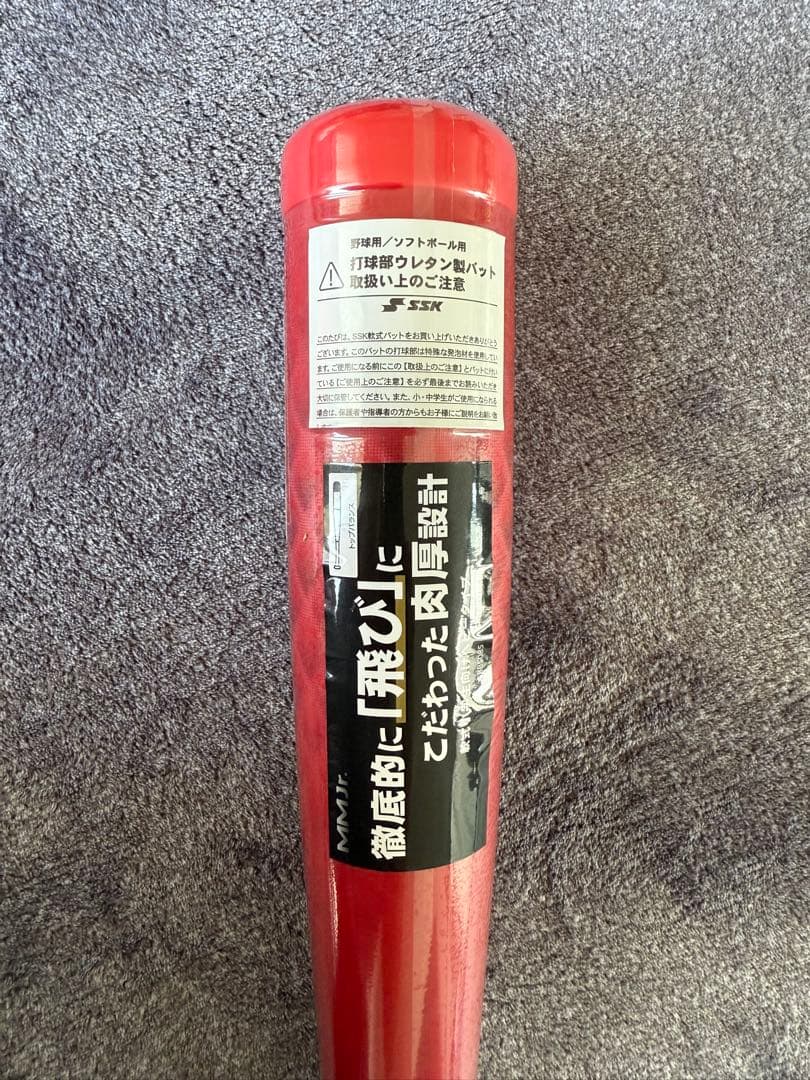 野球用/ソフトボール用
打球部ウレタン製バット
取扱い上のご注意
SSK
このたびは、SSK軟式バットをお買い上げいただきありがとう
ございます。このバットの打球部は特殊な発泡材を使用してい
ます。ご使用になる前にこの【取扱上のご注意】とバットに付い
ている【ご使用上のご注意】を必ず最後までお読みいただき
大切に保管してください。また、小・中学生がご使用になられる
場合は、保護者や指導者の方からもお子様にご説明をお願い致
トップバランス
MMJr.
徹底的に「飛び」に
こだわった肉厚設計